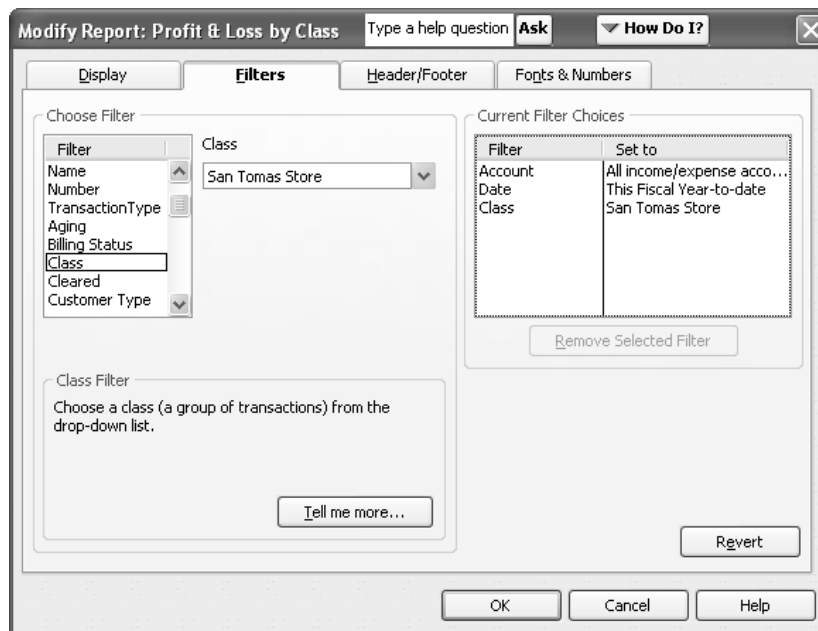 Modify Report: Profit & Loss by Class Type a help question Ask How Do I?
Display Filters Header/Footer Fonts & Numbers
Choose Filter
Filter
Name
Number
TransactionType
Aging
Billing Status
Class
Cleared
Customer Type
Class
San Tomas Store
Current Filter Choices
Filter Set to
Account All income/expense acco...
Date This Fiscal Year-to-date
Class San Tomas Store
Remove Selected Filter
Class Filter
Choose a class (a group of transactions) from the
drop-down list.
Tell me more...
Revert
OK Cancel Help